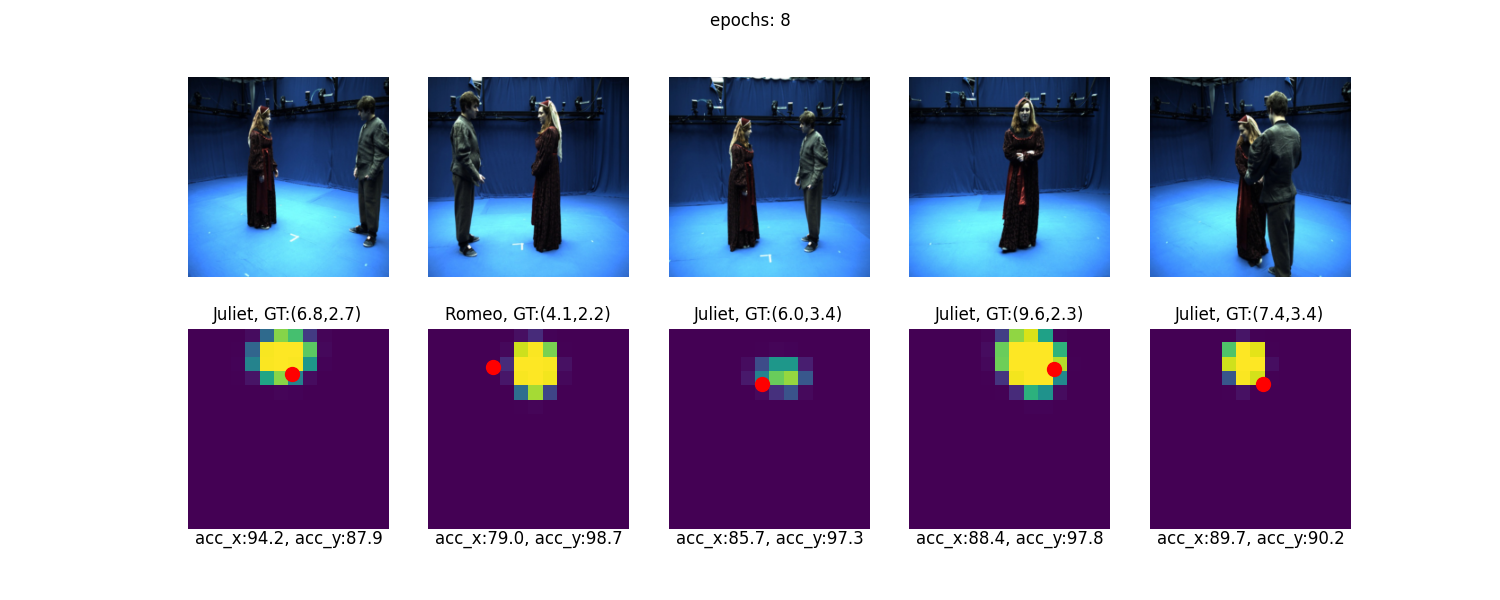 epochs: 8
Juliet, GT:(6.8,2.7)
Romeo, GT:(4.1,2.2)
Juliet, GT:(6.0,3.4)
Juliet, GT:(9.6,2.3)
Juliet, GT:(7.4,3.4)
acc_x:94.2, acc_y:87.9
acc_x:79.0, acc_y:98.7
acc_x:85.7, acc_y:97.3
acc_x:88.4, acc_y:97.8
acc_x:89.7, acc_y:90.2